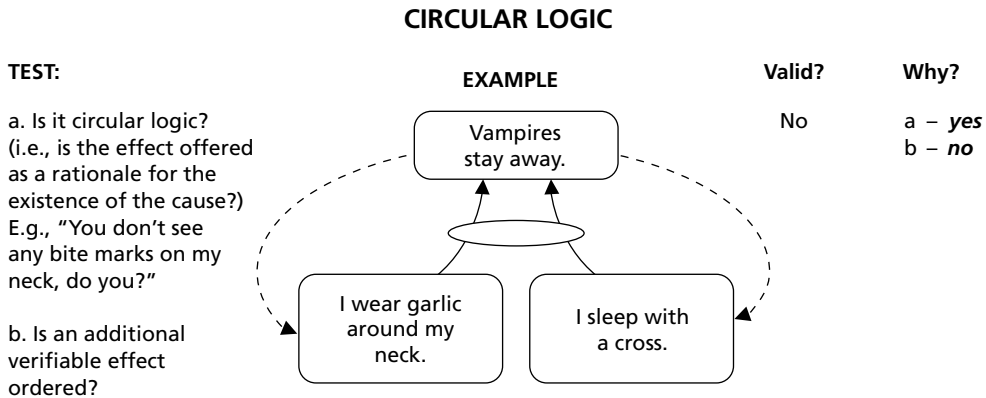 CIRCULAR LOGIC
TEST:
a. Is it circular logic?
(i.e., is the effect offered
as a rationale for the
existence of the cause?)
E.g., “You don’t see
any bite marks on my
neck, do you?”
b. Is an additional
verifiable effect
ordered?
EXAMPLE
Vampires
stay away.
I wear garlic
around my
neck.
I sleep with
a cross.
Valid?
No
Why?
a – yes
b – no